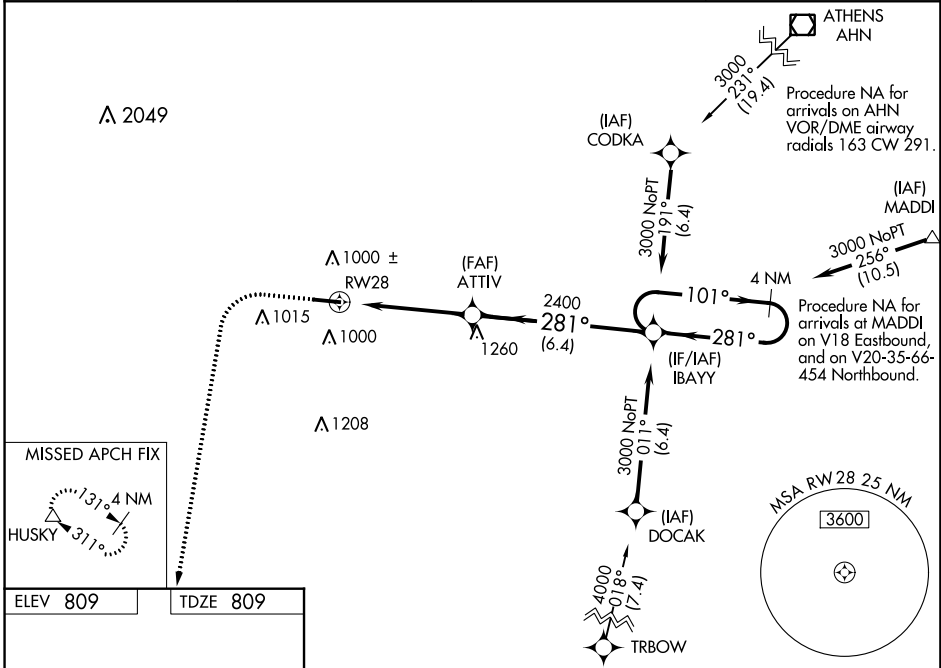 ATHENS
AHN
3000
231°
(19.4)
Procedure NA for
arrivals on AHN
VOR/DME airway
radials 163 CW 291.
2049
(IAF)
CODKA
3000 NoPT
191°
(6.4)
(IAF)
MADDI
3000 NoPT
256°
(10.5)
Procedure NA for
arrivals at MADDI
on V18 Eastbound,
and on V20-35-66-
454 Northbound.
1000 ±
RW28
1015
1000
(FAF)
ATTIV
1260
2400
281°
(6.4)
101°
4 NM
281°
(IF/IAF)
IBAYY
1208
3000 NoPT
011°
(6.4)
(IAF)
DOCAK
4000
018°
(7.4)
TRBOW
MISSED APCH FIX
131°
4 NM
HUSKY
311°
MSA RW28 25 NM
3600
ELEV 809
TDZE 809